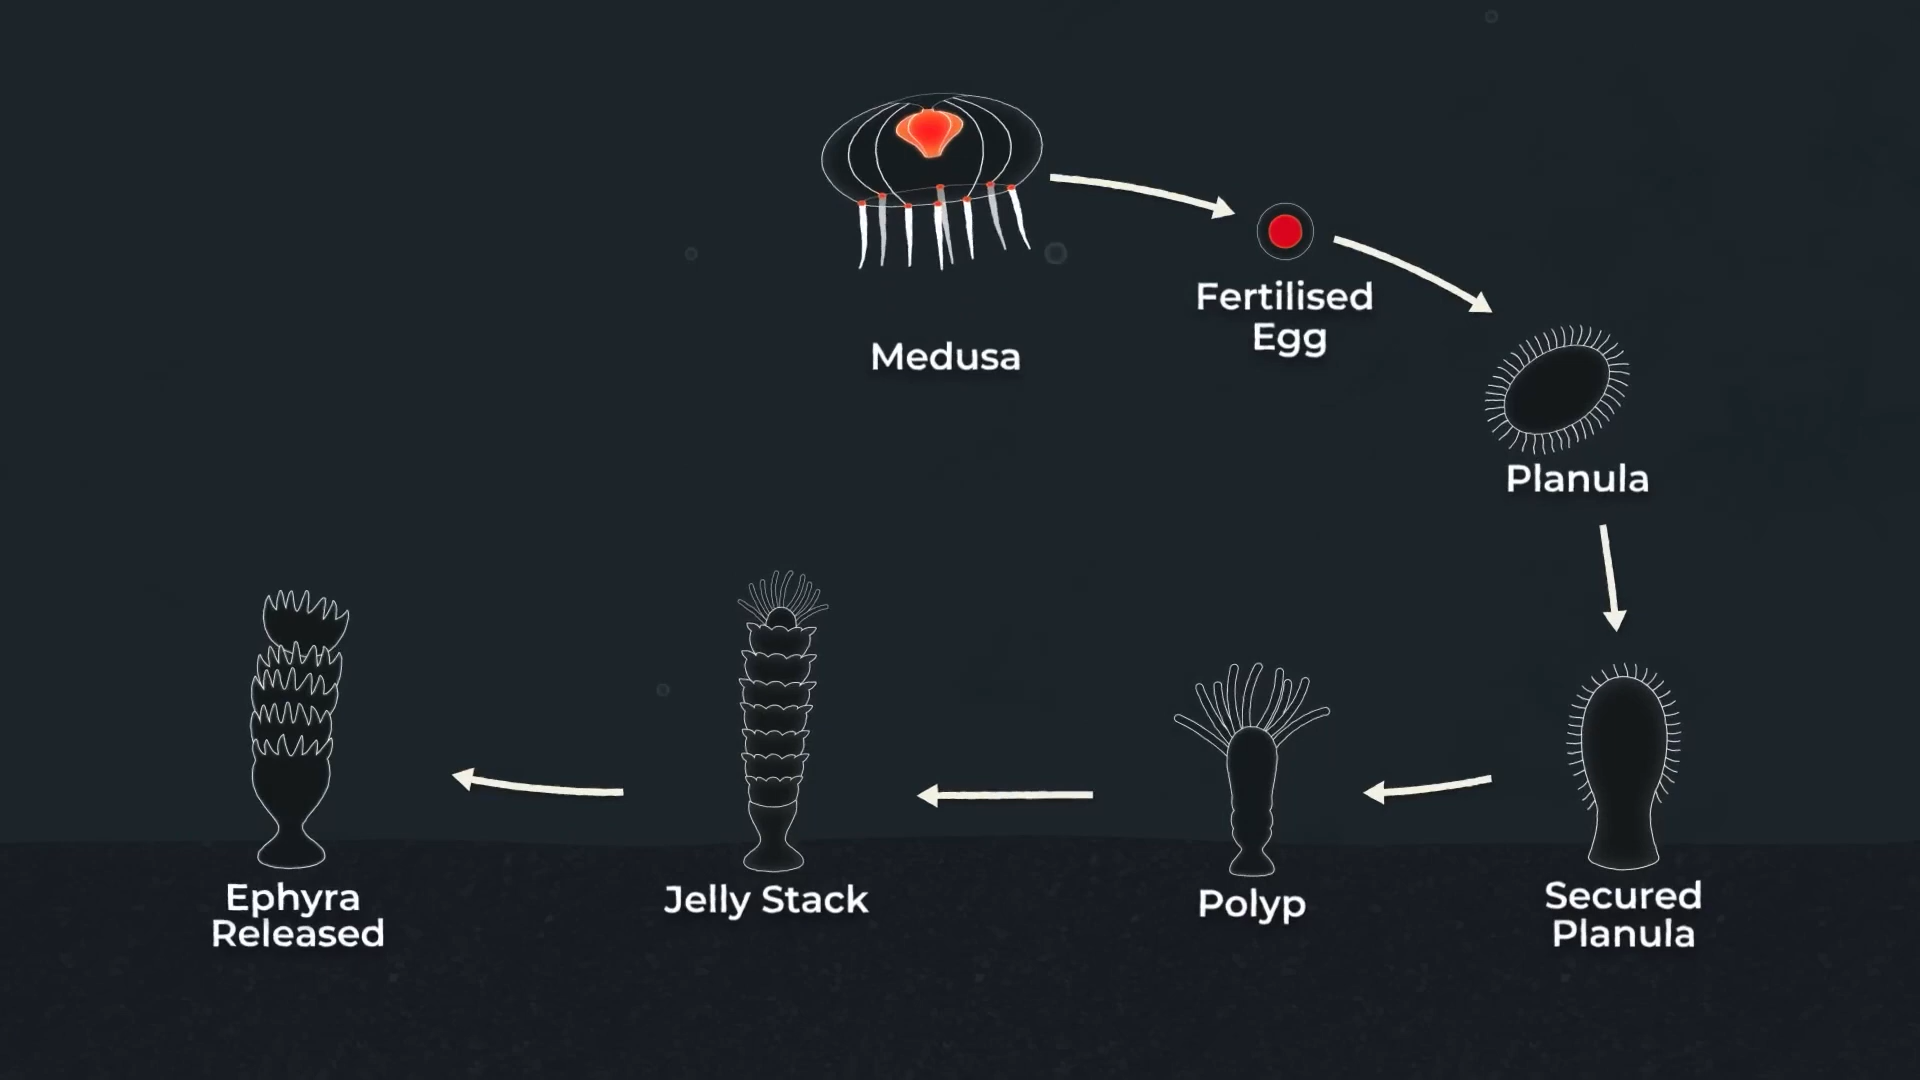 Medusa
Fertilised
Egg
Planula
Secured
Planula
Polyp
Jelly Stack
Ephyra
Released